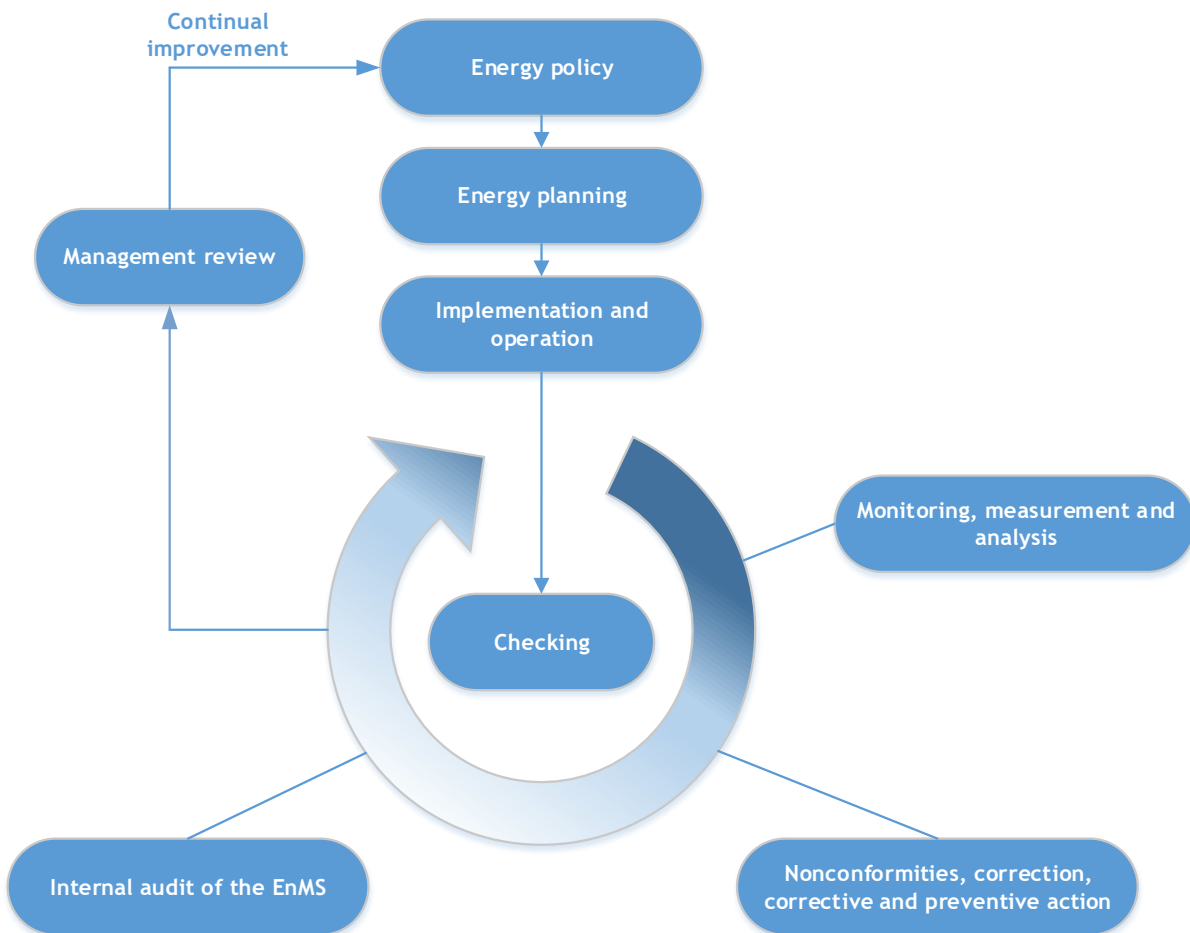 Continual
improvement
Energy policy
Energy planning
Management review
Implementation and
operation
Monitoring, measurement and
analysis
Checking
Internal audit of the EnMS
Nonconformities, correction,
corrective and preventive action